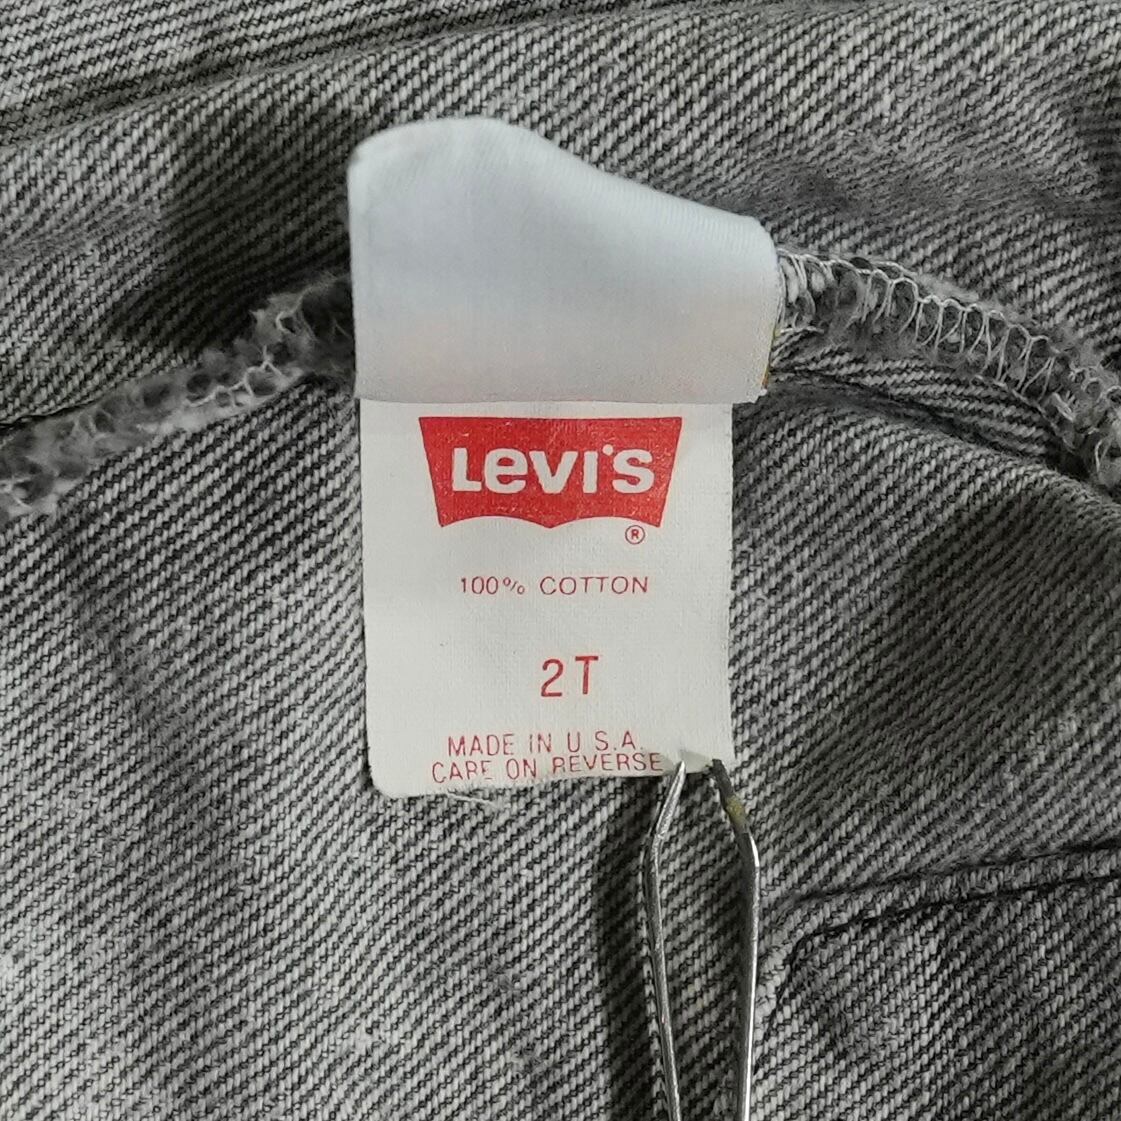 Levi's
®
100% COTTON
2T
MADE IN U.S.A.
CARE ON REVERSE